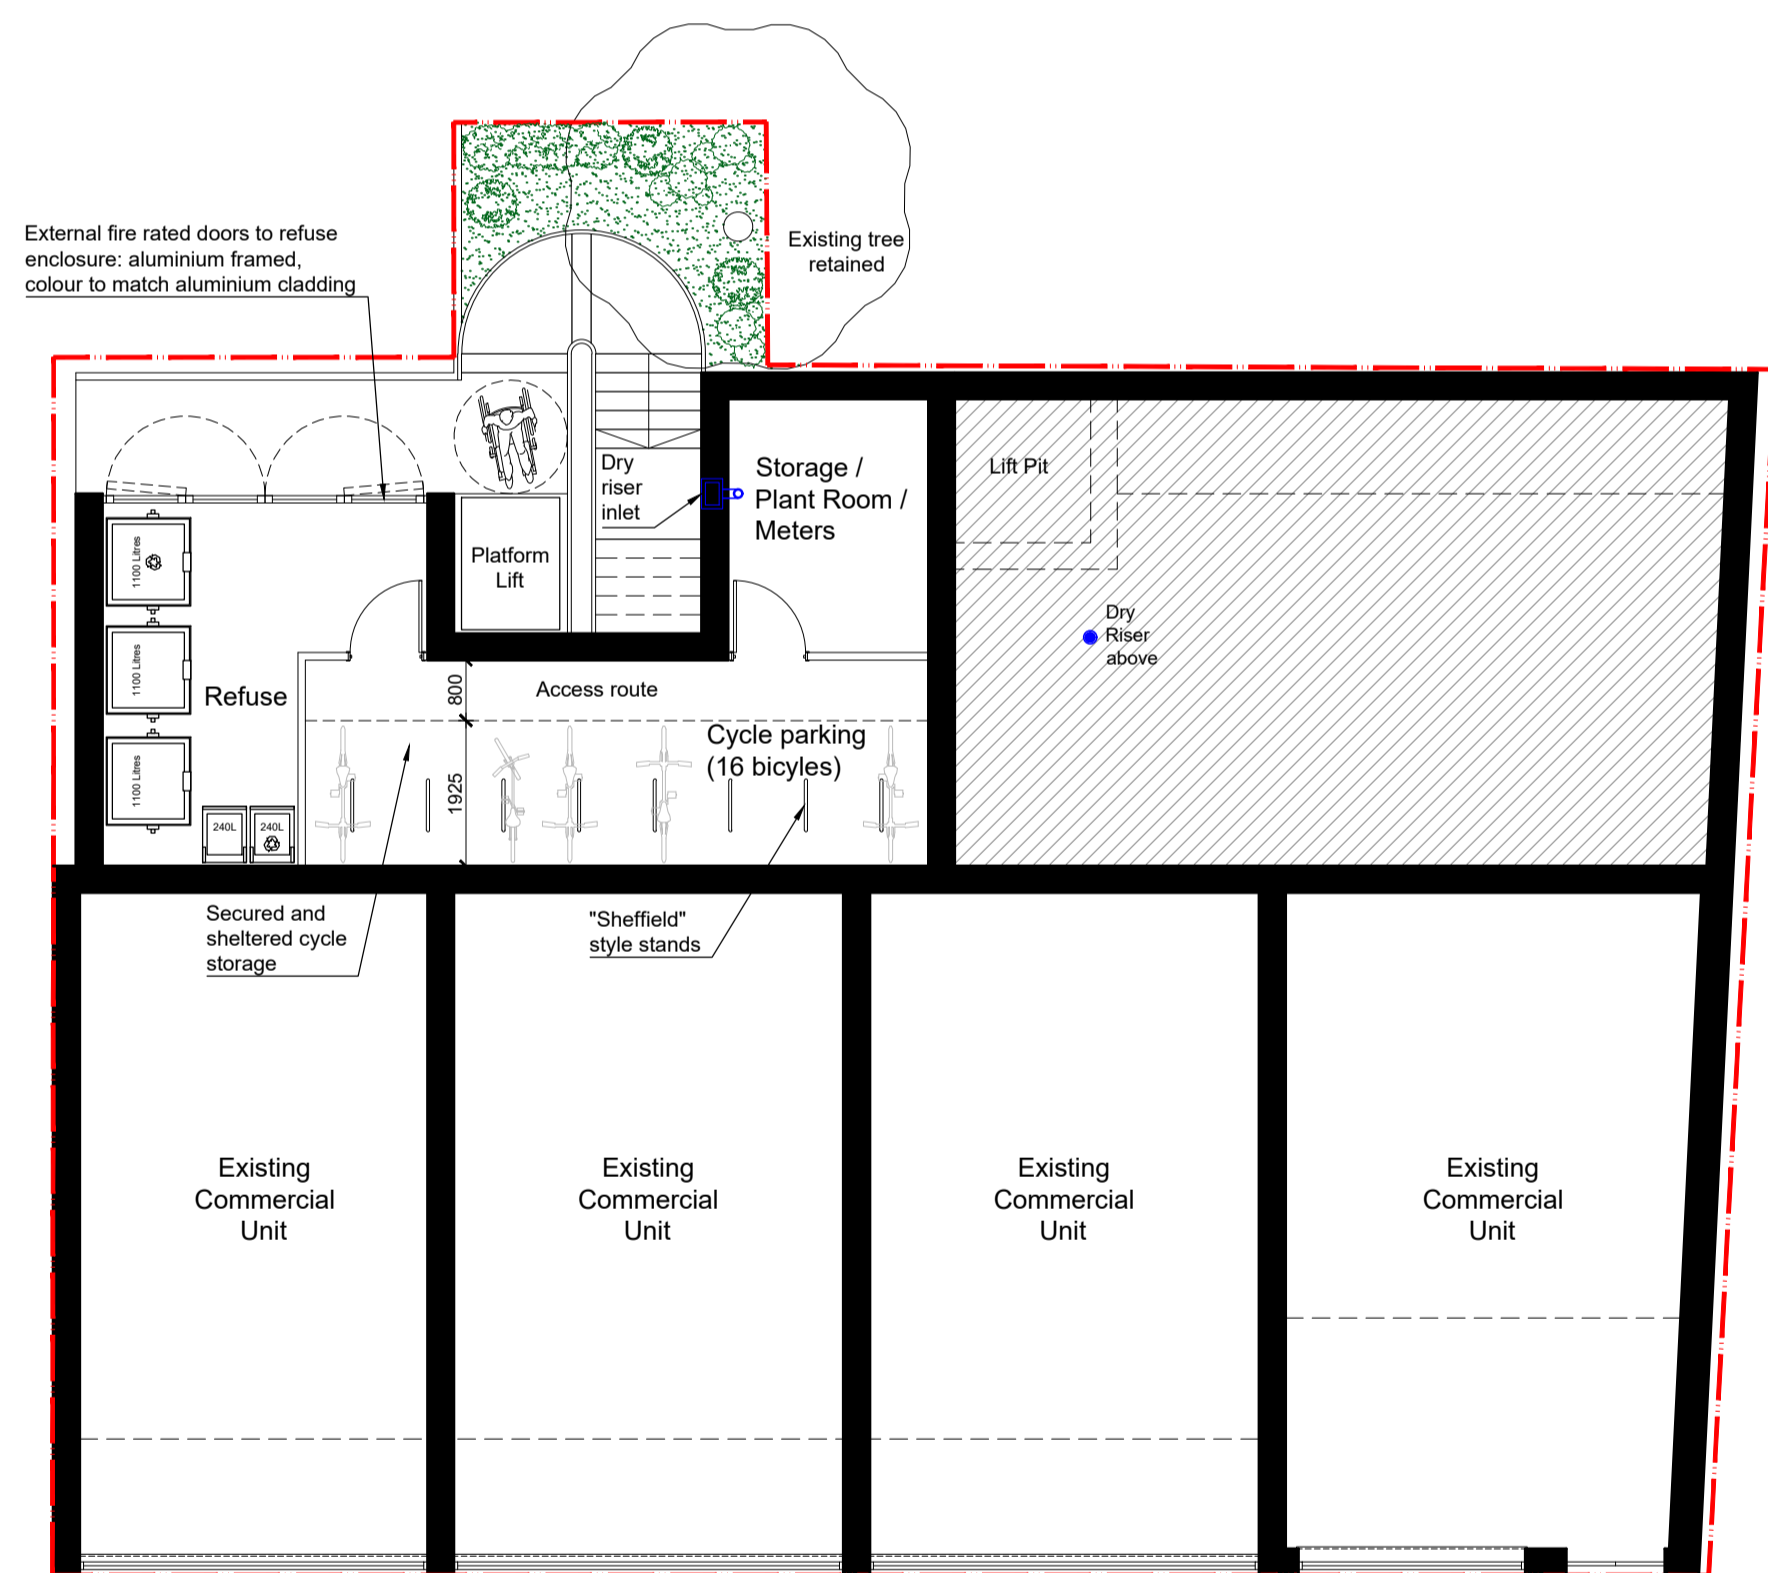 External fire rated doors to refuse
enclosure: aluminium framed,
colour to match aluminium cladding
Existing tree
retained
Dry
riser
inlet
Storage /
Plant Room /
Meters
Lift Pit
Platform
Lift
1100 Litres
1100 Litres
1100 Litres
Refuse
240L
240L
800
1925
Access route
Cycle parking
(16 bicyles)
Dry
Riser
above
Secured and
sheltered cycle
storage
"Sheffield"
style stands
Existing
Commercial
Unit
Existing
Commercial
Unit
Existing
Commercial
Unit
Existing
Commercial
Unit